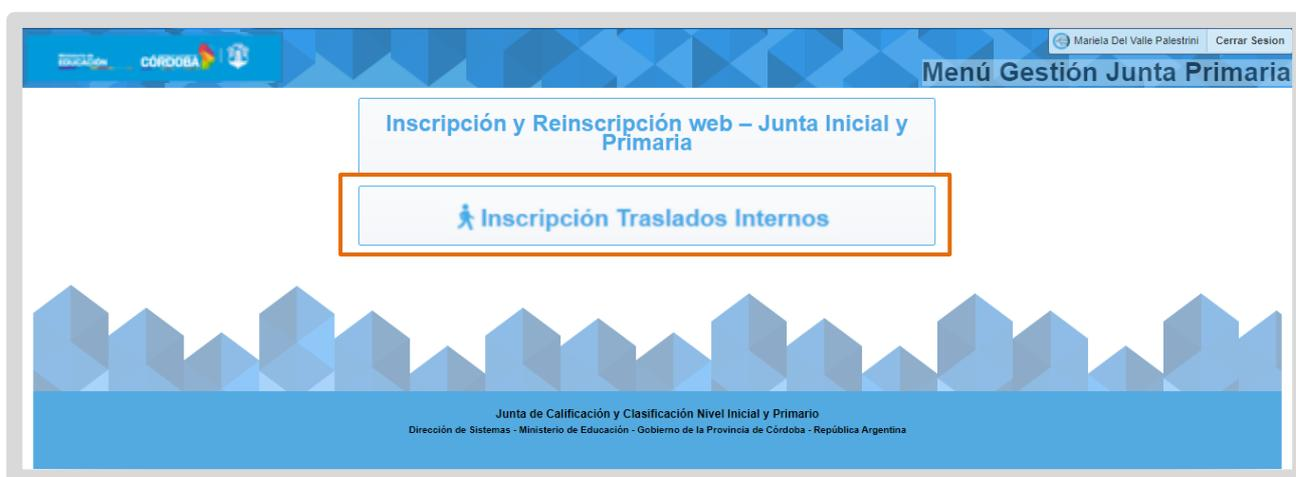 EDUCACIÓN
CÓRDOBA
Mariela Del Valle Palestrini Cerrar Sesion
Menú Gestión Junta Primaria
Inscripción y Reinscripción web – Junta Inicial y
Primaria
Inscripción Traslados Internos
Junta de Calificación y Clasificación Nivel Inicial y Primario
Dirección de Sistemas - Ministerio de Educación - Gobierno de la Provincia de Córdoba - República Argentina